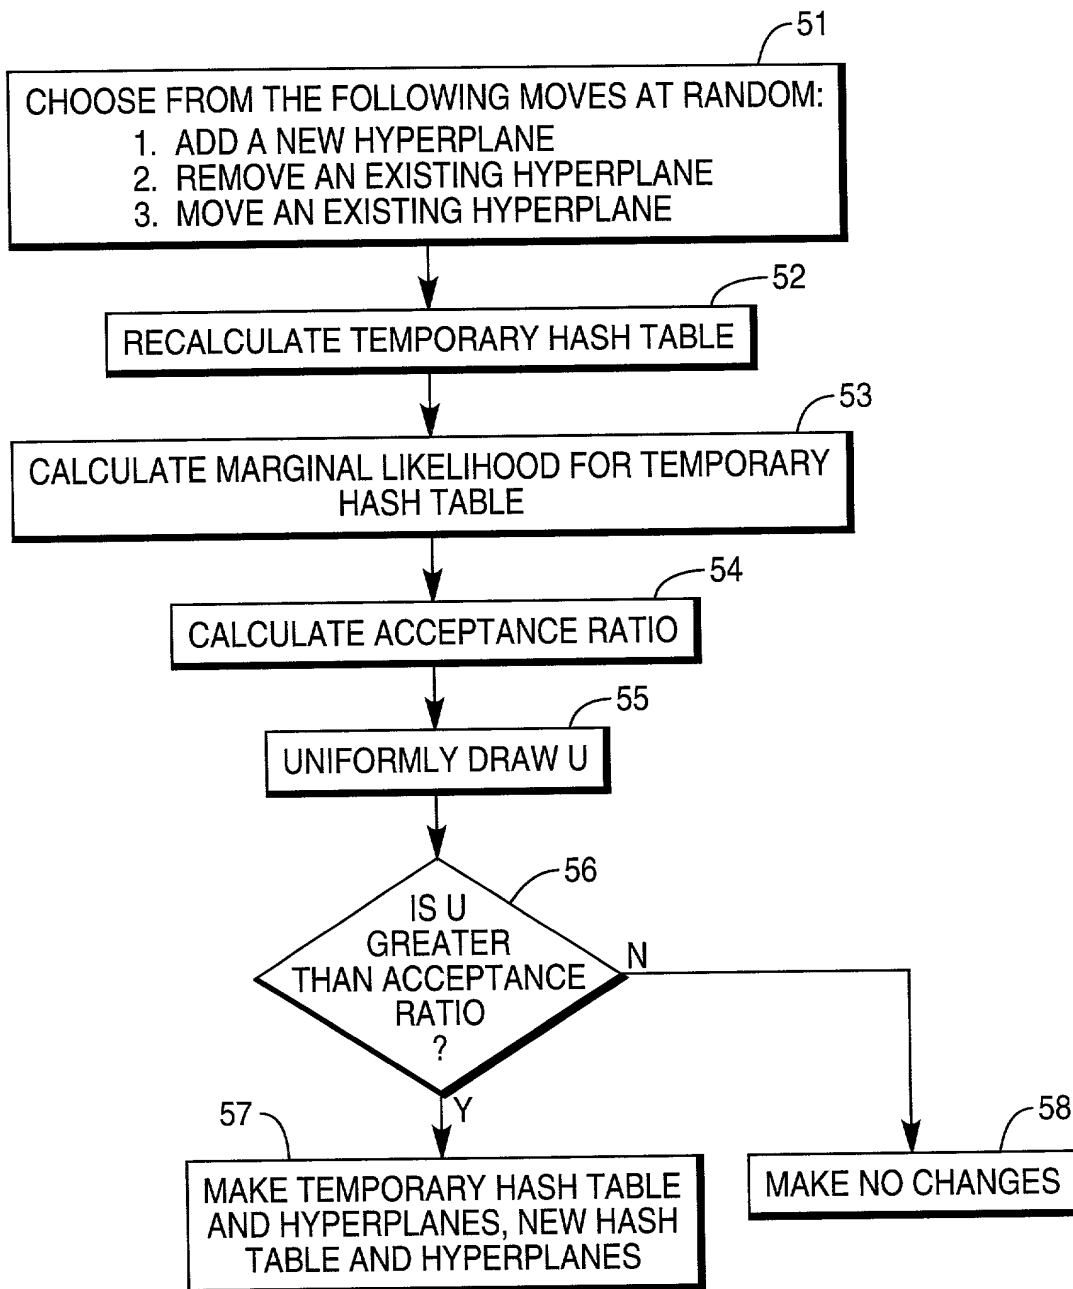 51
CHOOSE FROM THE FOLLOWING MOVES AT RANDOM:
1. ADD A NEW HYPERPLANE
2. REMOVE AN EXISTING HYPERPLANE
3. MOVE AN EXISTING HYPERPLANE
52
RECALCULATE TEMPORARY HASH TABLE
53
CALCULATE MARGINAL LIKELIHOOD FOR TEMPORARY
HASH TABLE
54
CALCULATE ACCEPTANCE RATIO
55
UNIFORMLY DRAW U
56
IS U
GREATER
THAN ACCEPTANCE
RATIO
?
N
Y
57
MAKE TEMPORARY HASH TABLE
AND HYPERPLANES, NEW HASH
TABLE AND HYPERPLANES
58
MAKE NO CHANGES